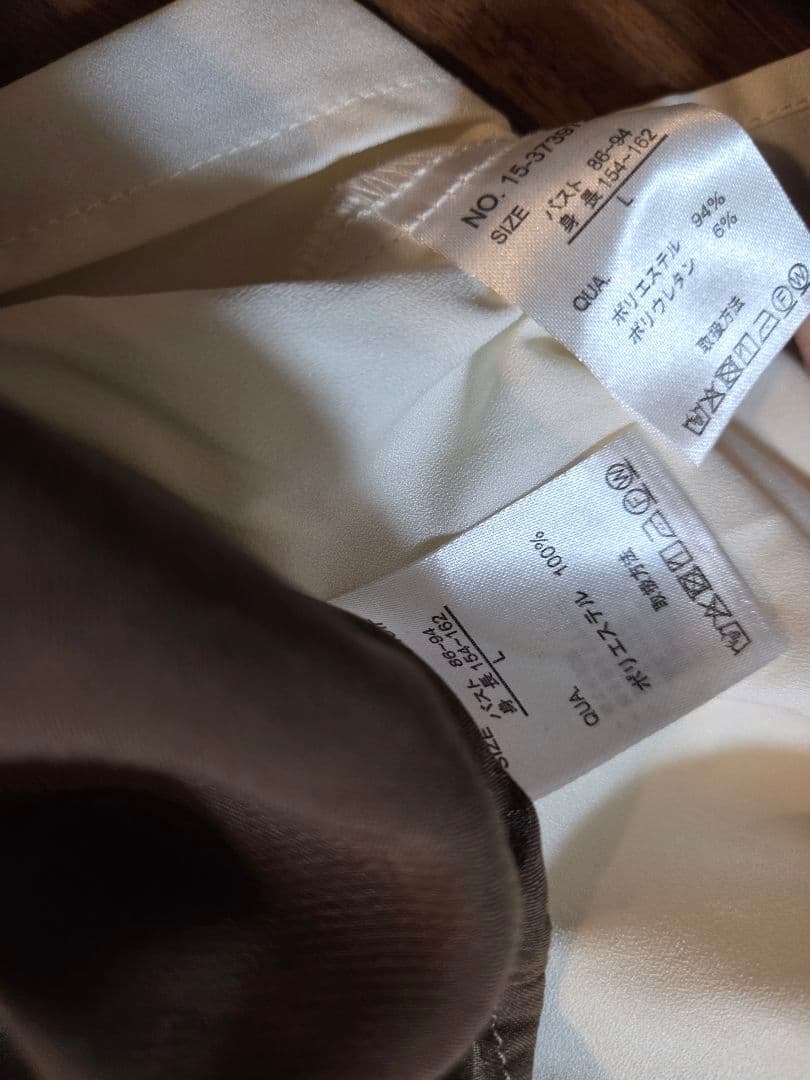 NO. 15-373
SIZE
バスト 86~94
身 長 154~162
L
QUA.
ポリエステル 94%
ポリウレタン 6%
取扱方法
SIZE
バスト 86~94
身 長 154~162
L
QUA.
ポリエステル 100%
取扱方法